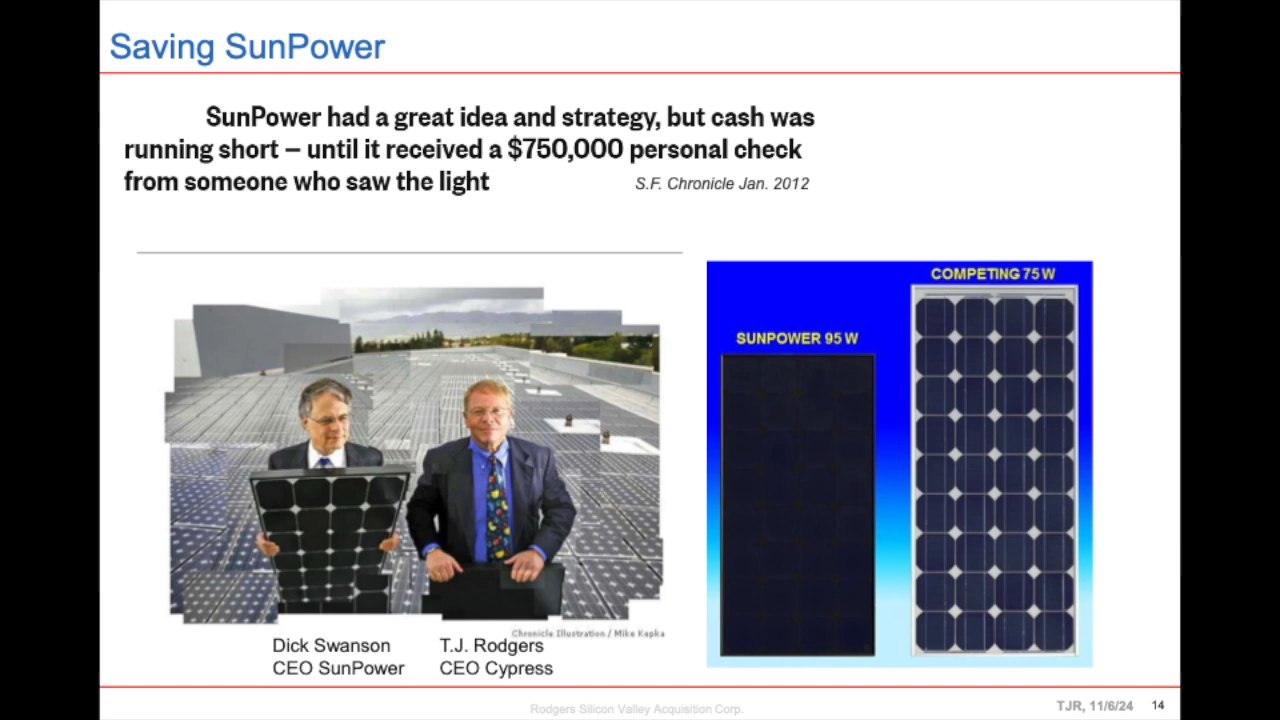 Saving SunPower
SunPower had a great idea and strategy, but cash was
running short – until it received a $750,000 personal check
from someone who saw the light
S.F. Chronicle Jan. 2012
COMPETING 75 W
SUNPOWER 95 W
Chronicle Illustration / Mike Kepka
Dick Swanson
CEO SunPower
T.J. Rodgers
CEO Cypress
Rodgers Silicon Valley Acquisition Corp.
TJR, 11/6/24
14